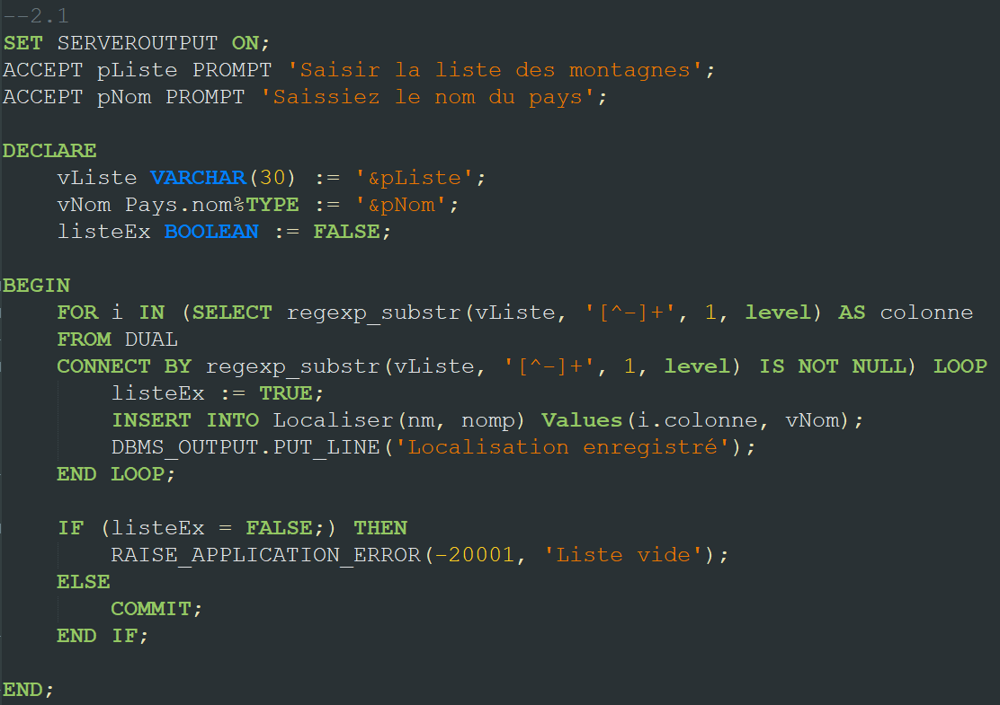 --2.1
SET SERVEROUTPUT ON;
ACCEPT pListe PROMPT 'Saisir la liste des montagnes';
ACCEPT pNom PROMPT 'Saissiez le nom du pays';
DECLARE
vListe VARCHAR(30) := '&pListe';
vNom Pays.nom%TYPE := '&pNom';
listeEx BOOLEAN := FALSE;
BEGIN
FOR i IN (SELECT regexp_substr(vListe, '[^-]+', 1, level) AS colonne
FROM DUAL
CONNECT BY regexp_substr(vListe, '[^-]+', 1, level) IS NOT NULL) LOOP
listeEx := TRUE;
INSERT INTO Localiser(nm, nomp) Values(i.colonne, vNom);
DBMS_OUTPUT.PUT_LINE('Localisation enregistré');
END LOOP;
IF (listeEx = FALSE;) THEN
RAISE_APPLICATION_ERROR(-20001, 'Liste vide');
ELSE
COMMIT;
END IF;
END;